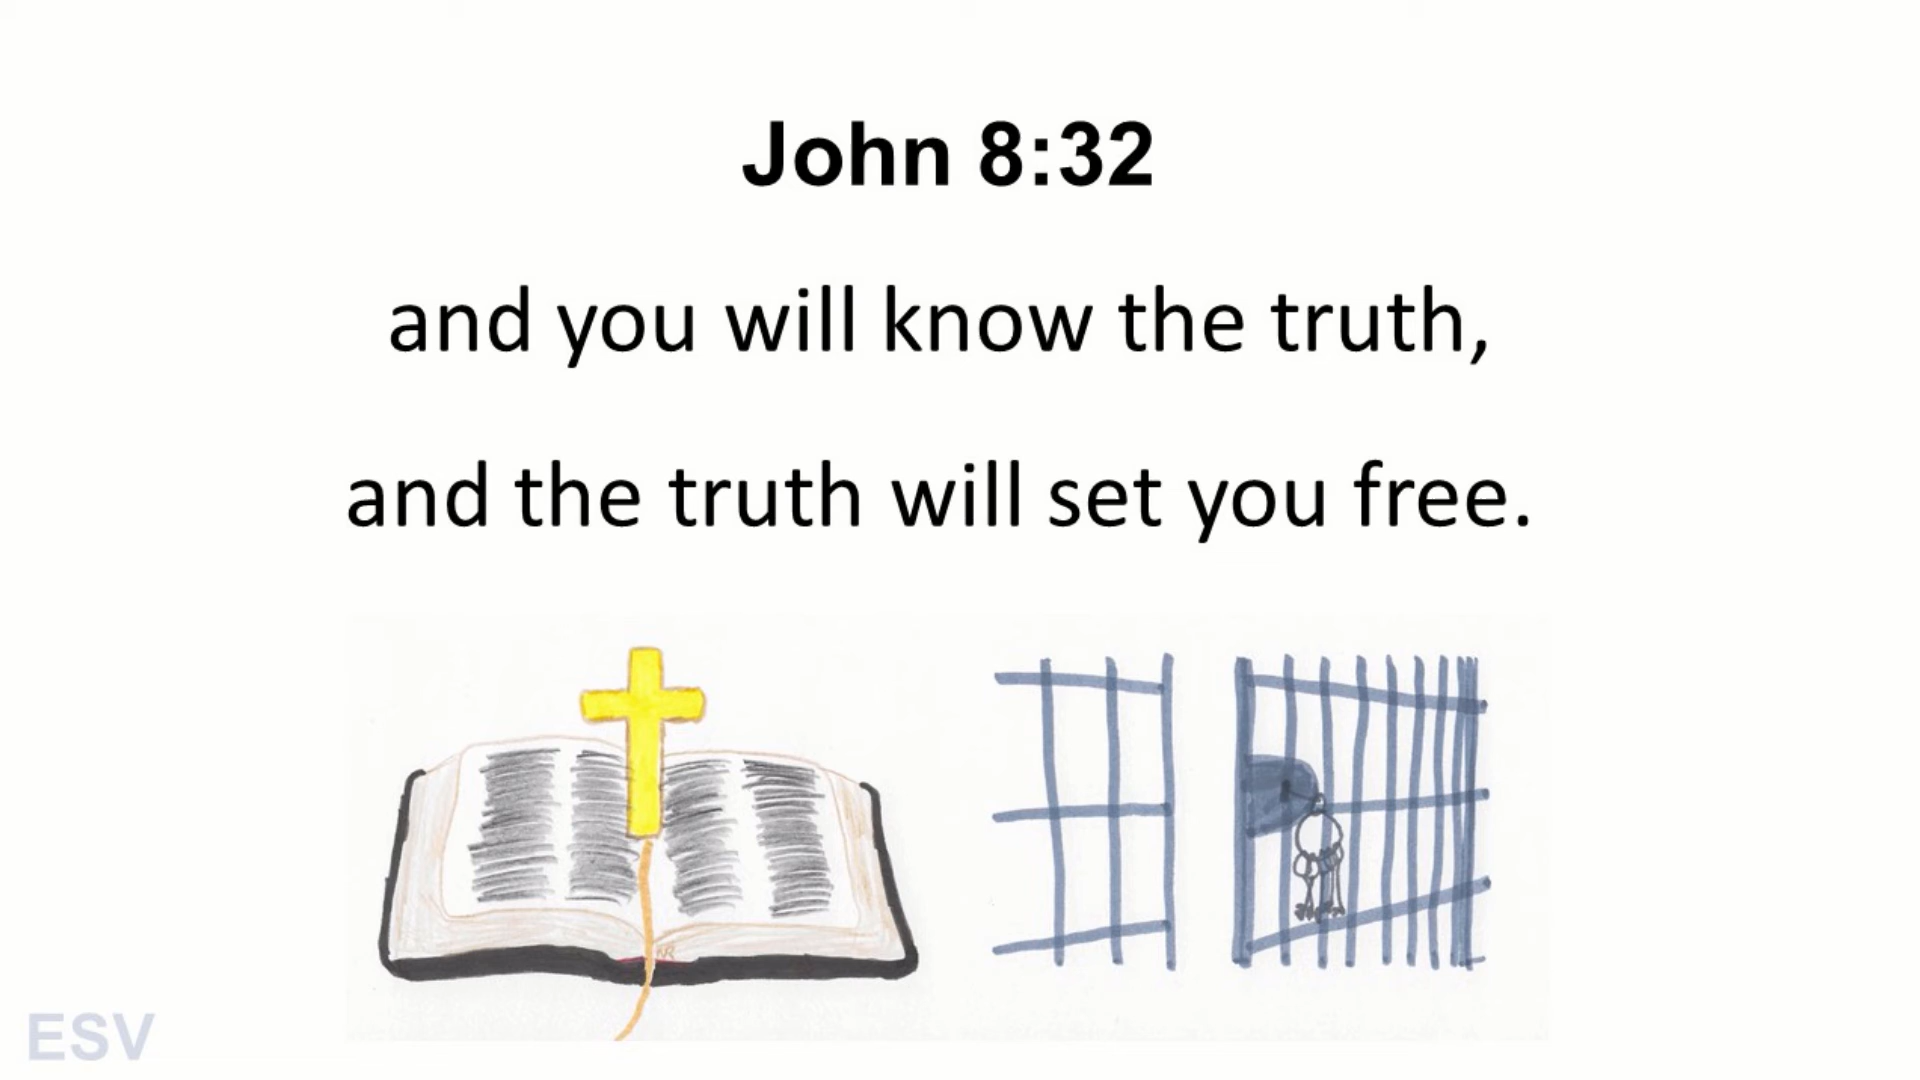 John 8:32
and you will know the truth,
and the truth will set you free.
ESV